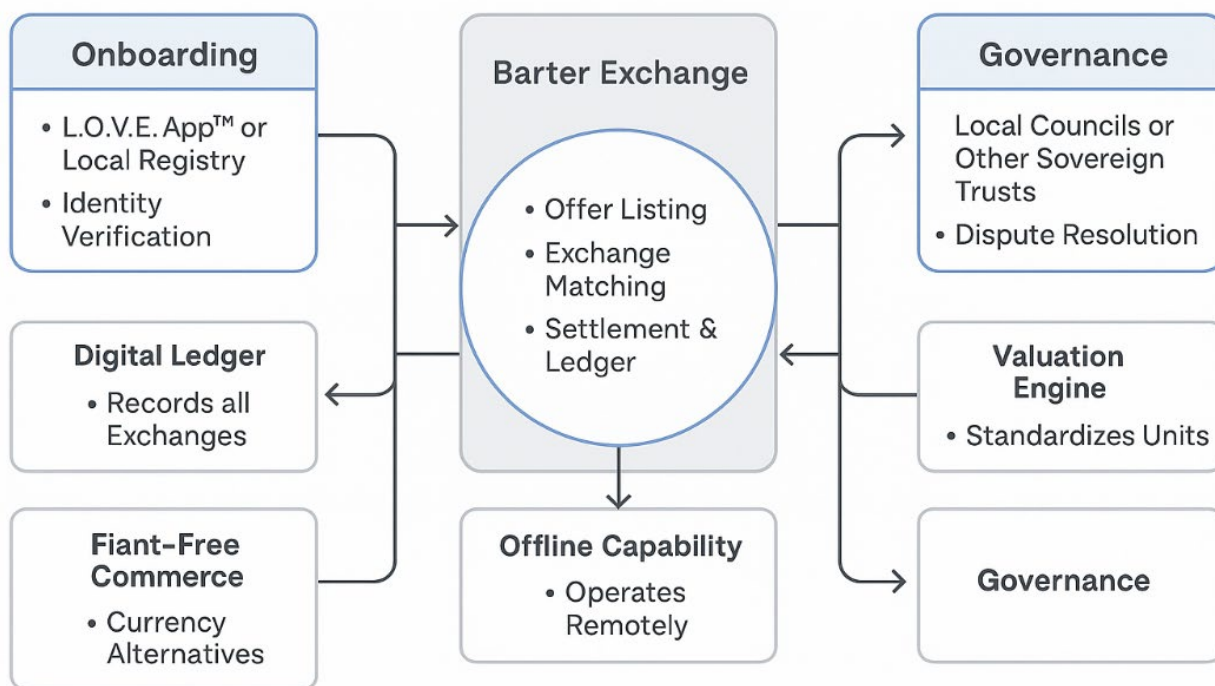 Onboarding
• L.O.V.E. App™ or
Local Registry
• Identity
Verification
Digital Ledger
• Records all
Exchanges
Fiant-Free
Commerce
• Currency
Alternatives
Barter Exchange
• Offer Listing
• Exchange
Matching
• Settlement &
Ledger
Offline Capability
• Operates
Remotely
Governance
Local Councils or
Other Sovereign
Trusts
• Dispute Resolution
Valuation
Engine
• Standardizes Units
Governance